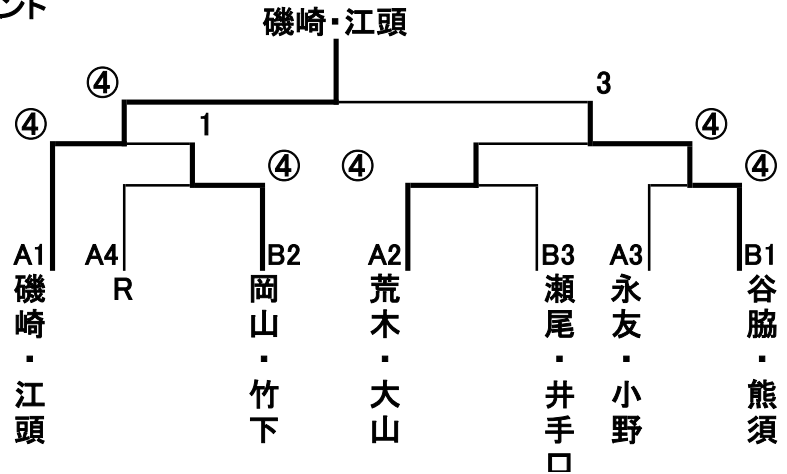 ント
磯崎・江頭
④ 3
④ 1 ④
④ ④ ④
A1 A4 B2 A2 B3 A3 B1
磯崎・江頭
R
岡山・竹下
荒木・大山
瀬尾・井手口
永友・小野
谷脇・熊須